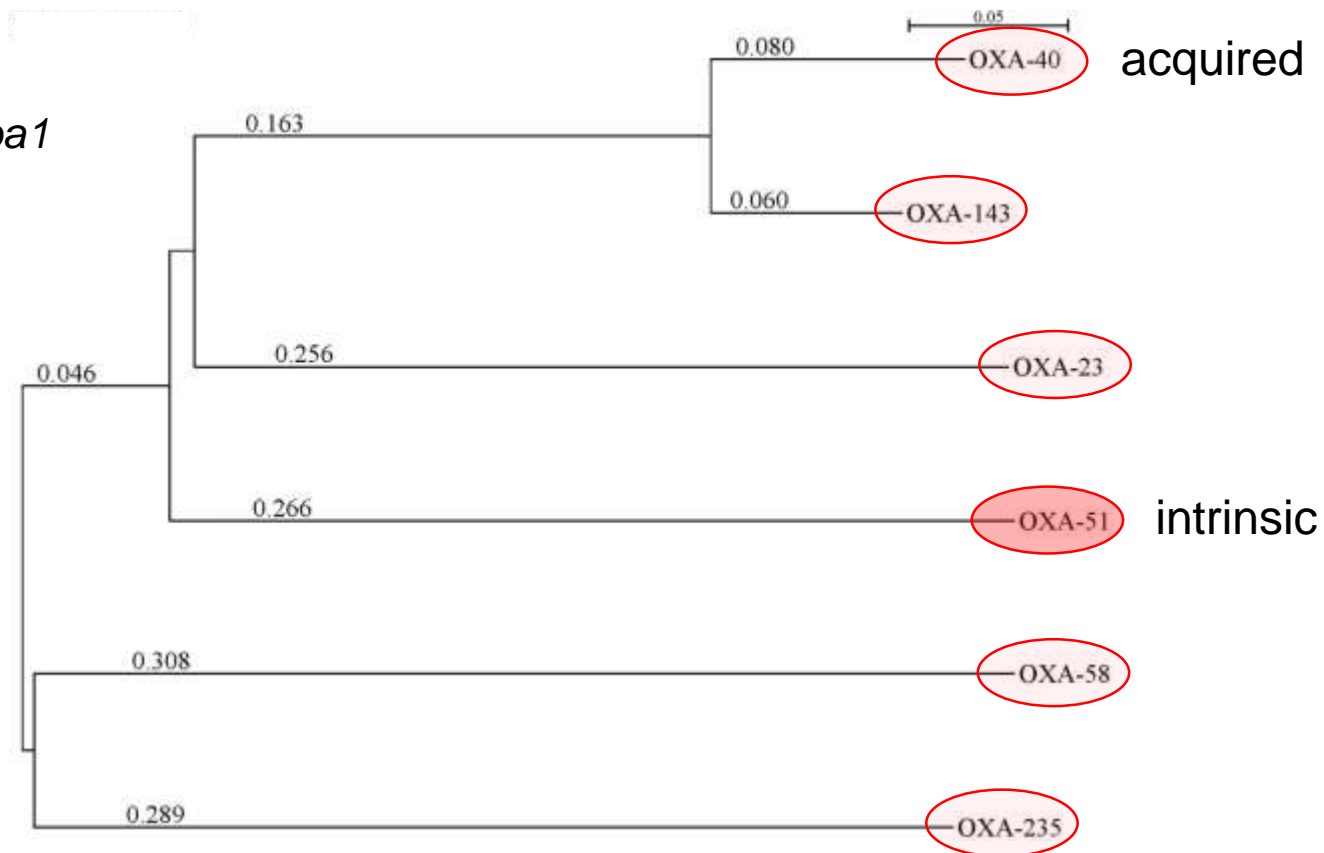 0.05
0.080
OXA-40
acquired
0.163
pa1
0.060
OXA-143
0.256
OXA-23
0.046
0.266
OXA-51
intrinsic
0.308
OXA-58
0.289
OXA-235